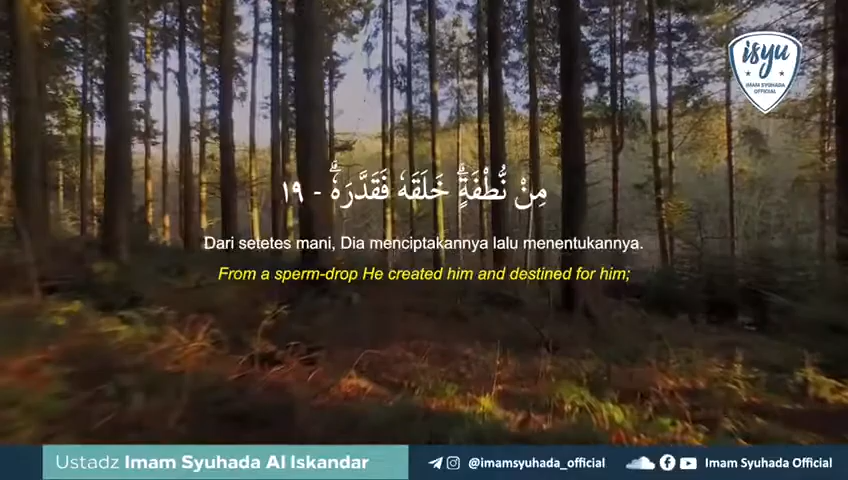 isyu
IMAM SYUHADA
OFFICIAL
مِنْ نُّطْفَةٍۗ خَلَقَهٗ فَقَدَّرَهٗۗ - ١٩
Dari setetes mani, Dia menciptakannya lalu menentukannya.
From a sperm-drop He created him and destined for him;
Ustadz Imam Syuhada Al Iskandar
@imamsyuhada_official
Imam Syuhada Official